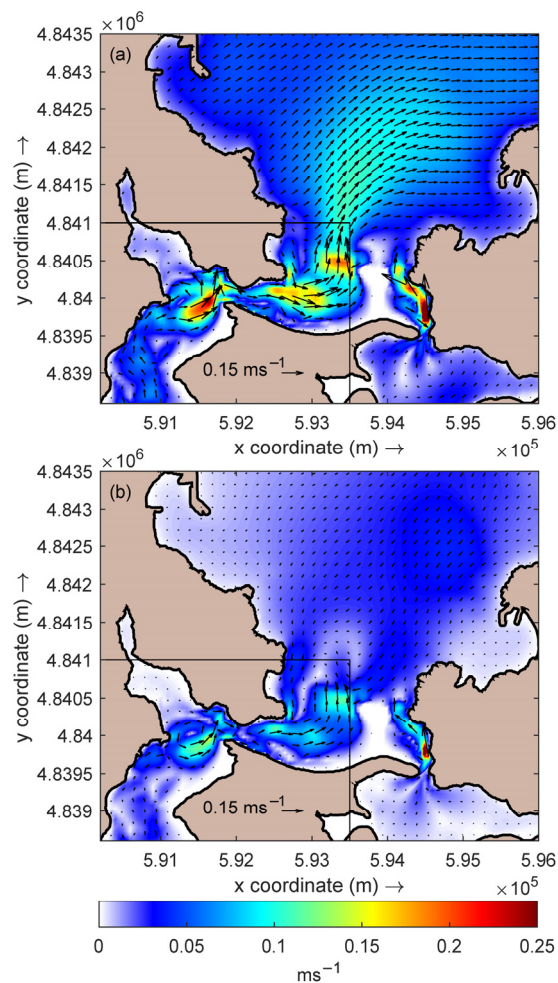 × 10⁶
4.8435
(a)
4.843
4.8425
4.842
4.8415
4.841
4.8405
4.84
4.8395
4.839
y coordinate (m) →
0.15 ms⁻¹
5.91 5.92 5.93 5.94 5.95 5.96
x coordinate (m) →
× 10⁵
× 10⁶
4.8435
(b)
4.843
4.8425
4.842
4.8415
4.841
4.8405
4.84
4.8395
4.839
y coordinate (m) →
0.15 ms⁻¹
5.91 5.92 5.93 5.94 5.95 5.96
x coordinate (m) →
× 10⁵
0 0.05 0.1 0.15 0.2 0.25
ms⁻¹